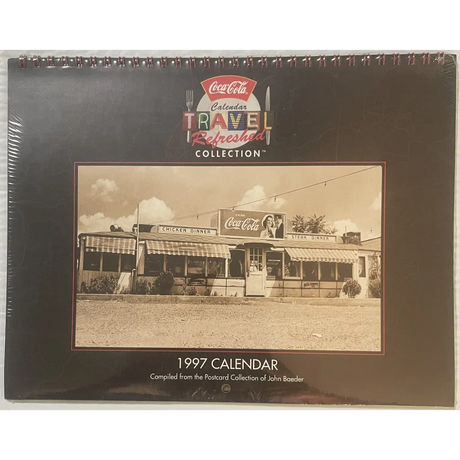 Coca-Cola
Calendar
TRAVEL
Refreshed
COLLECTION™
CHICKEN DINNER
Coca-Cola
STEAK DINNER
1997 CALENDAR
Compiled from the Postcard Collection of John Baeder